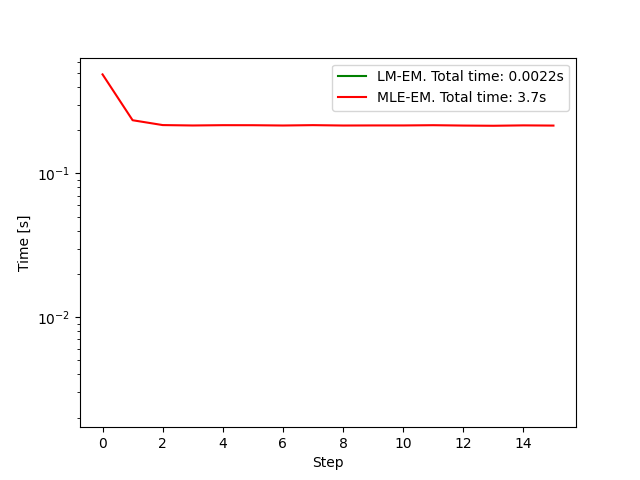 LM-EM. Total time: 0.0022s
MLE-EM. Total time: 3.7s
10⁻¹
10⁻²
Time [s]
0 2 4 6 8 10 12 14
Step